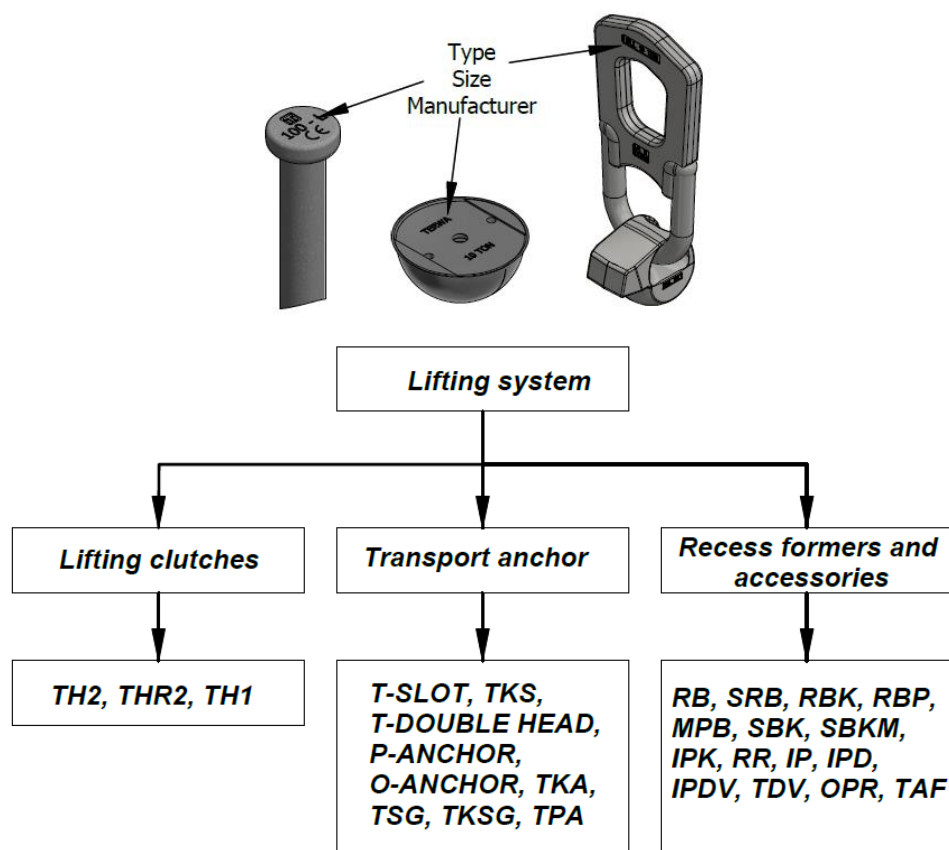 Type
Size
Manufacturer
100 - L
CE
TERWA
10 TON
Lifting system
Lifting clutches
Transport anchor
Recess formers and
accessories
TH2, THR2, TH1
T-SLOT, TKS,
T-DOUBLE HEAD,
P-ANCHOR,
O-ANCHOR, TKA,
TSG, TKSG, TPA
RB, SRB, RBK, RBP,
MPB, SBK, SBKM,
IPK, RR, IP, IPD,
IPDV, TDV, OPR, TAF